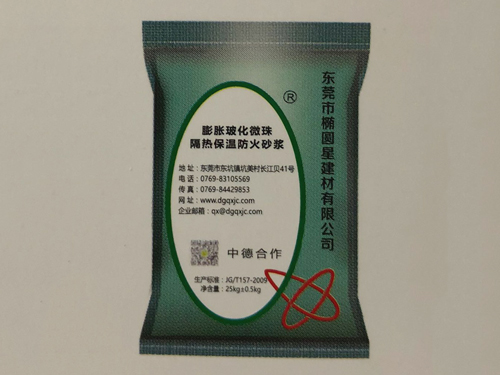 东莞市椭圆星建材有限公司
®
膨胀玻化微珠
隔热保温防火砂浆
地 址：东莞市东坑镇坑美村长江贝41号
电 话：0769-83105569
传 真：0769-84429853
网 址：www.dgqxjc.com
企业邮箱：qx@dgqxjc.com
中德合作
生产标准：JG/T157-2009
净含量：25kg±0.5kg